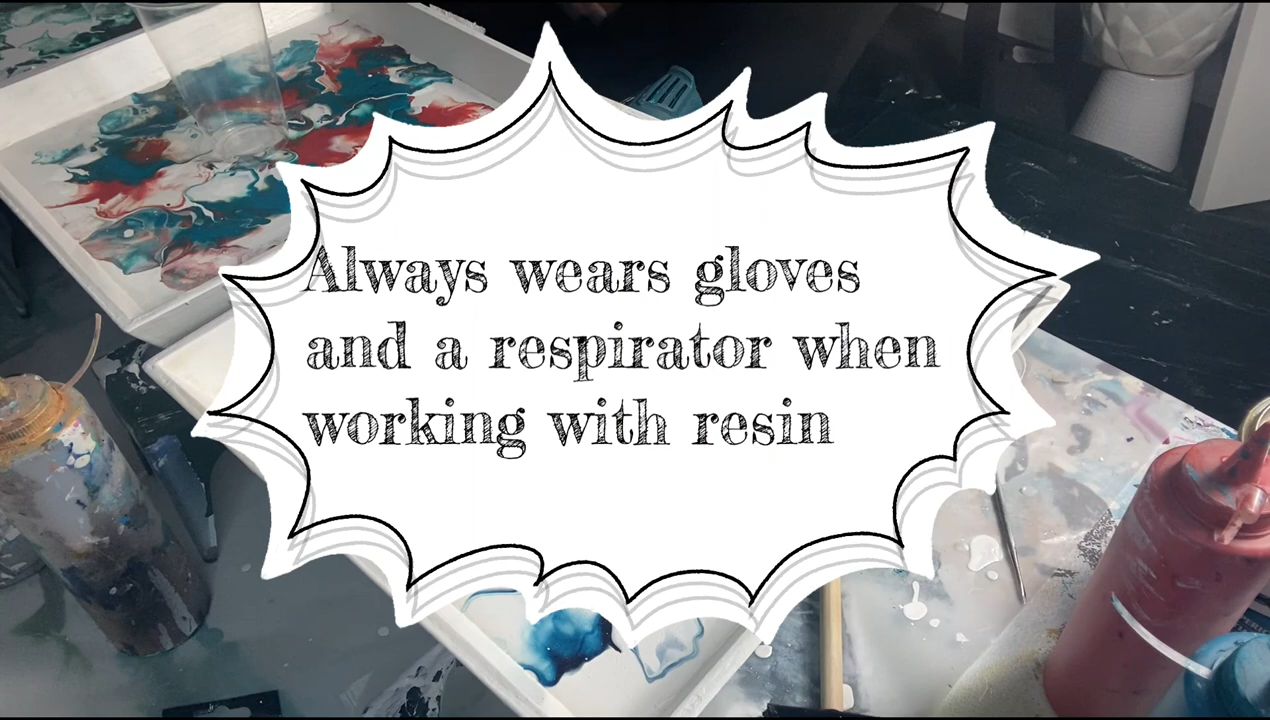 Always wears gloves
and a respirator when
working with resin